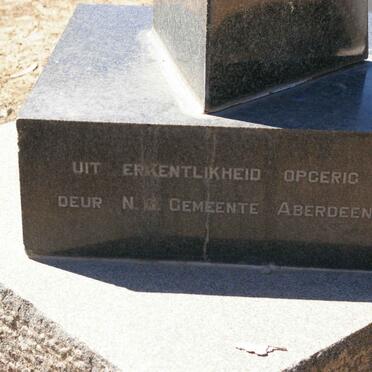 UIT ERKENTLIKHEID OPGERIG
DEUR N.G. GEMEENTE ABERDEEN